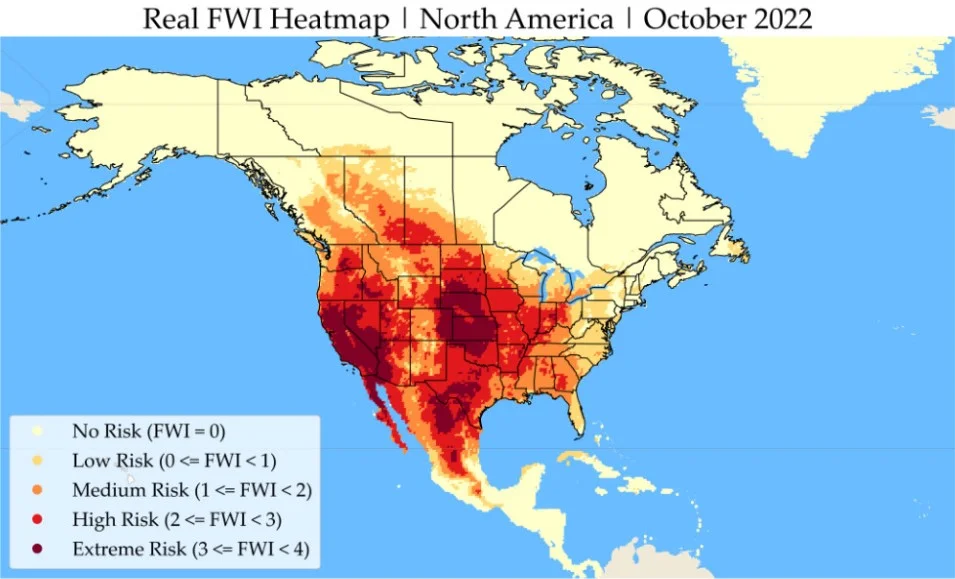 Real FWI Heatmap | North America | October 2022
No Risk (FWI = 0)
Low Risk (0 <= FWI < 1)
Medium Risk (1 <= FWI < 2)
High Risk (2 <= FWI < 3)
Extreme Risk (3 <= FWI < 4)